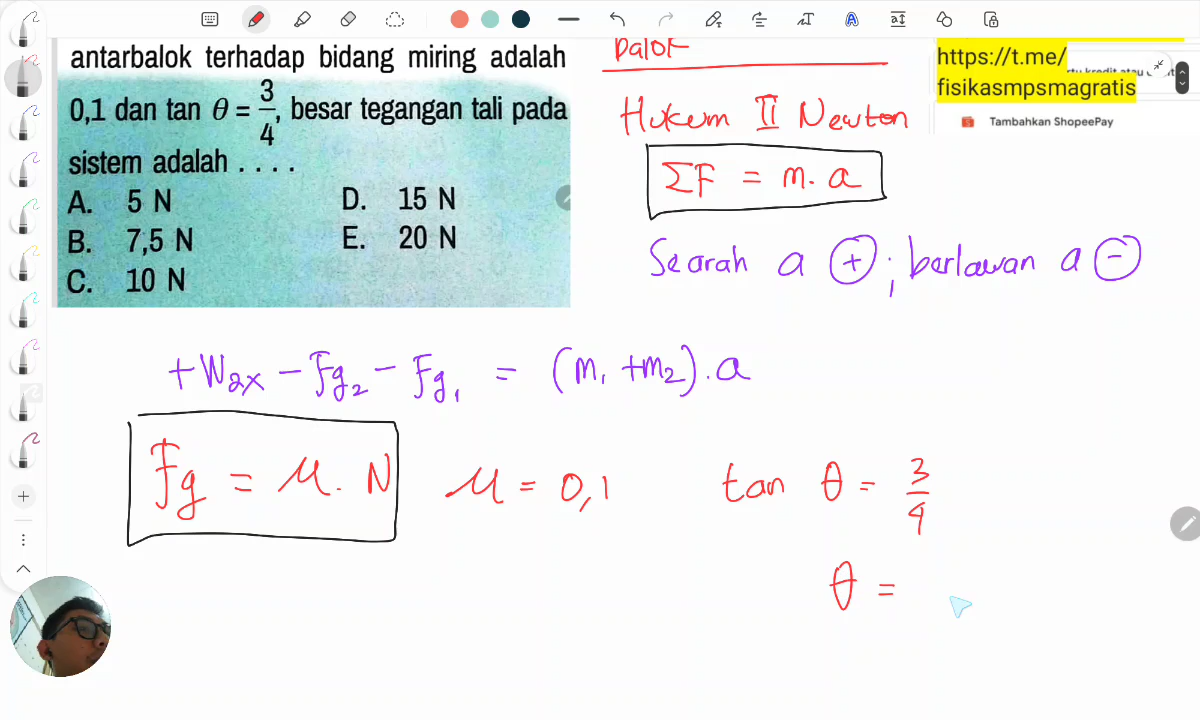 antarbalok terhadap bidang miring adalah
0,1 dan tan θ = 3/4, besar tegangan tali pada
sistem adalah . . . .
A. 5 N
B. 7,5 N
C. 10 N
D. 15 N
E. 20 N
balok
Hukum II Newton
ΣF = m. a
Searah a (+) ; berlawan a (-)
https://t.me/
fisikasmpsmagratis
Tambahkan ShopeePay
+W2x - Fg2 - Fg1 = (m1 + m2). a
Fg = μ. N
μ = 0,1
tan θ = 3/4
θ =